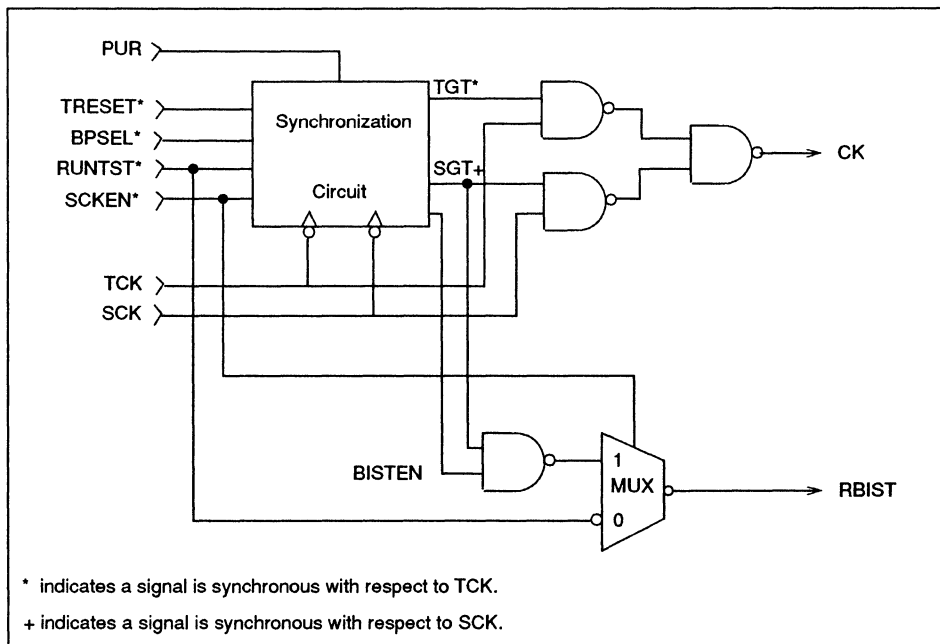 PUR
TRESET*
BPSEL*
RUNTST*
SCKEN*
Synchronization
Circuit
TGT*
SGT+
CK
TCK
SCK
BISTEN
1
MUX
0
RBIST
* indicates a signal is synchronous with respect to TCK.
+ indicates a signal is synchronous with respect to SCK.